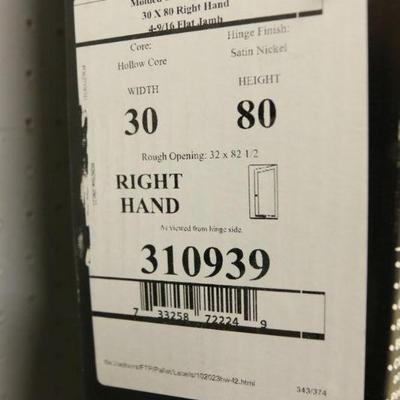 Molded
30 X 80 Right Hand
4-9/16 Flat Jamb
Core: Hinge Finish:
Hollow Core Satin Nickel
WIDTH HEIGHT
30 80
Rough Opening: 32 x 82 1/2
RIGHT
HAND
As viewed from hinge side.
310939
7 33258 72224 9
343/374